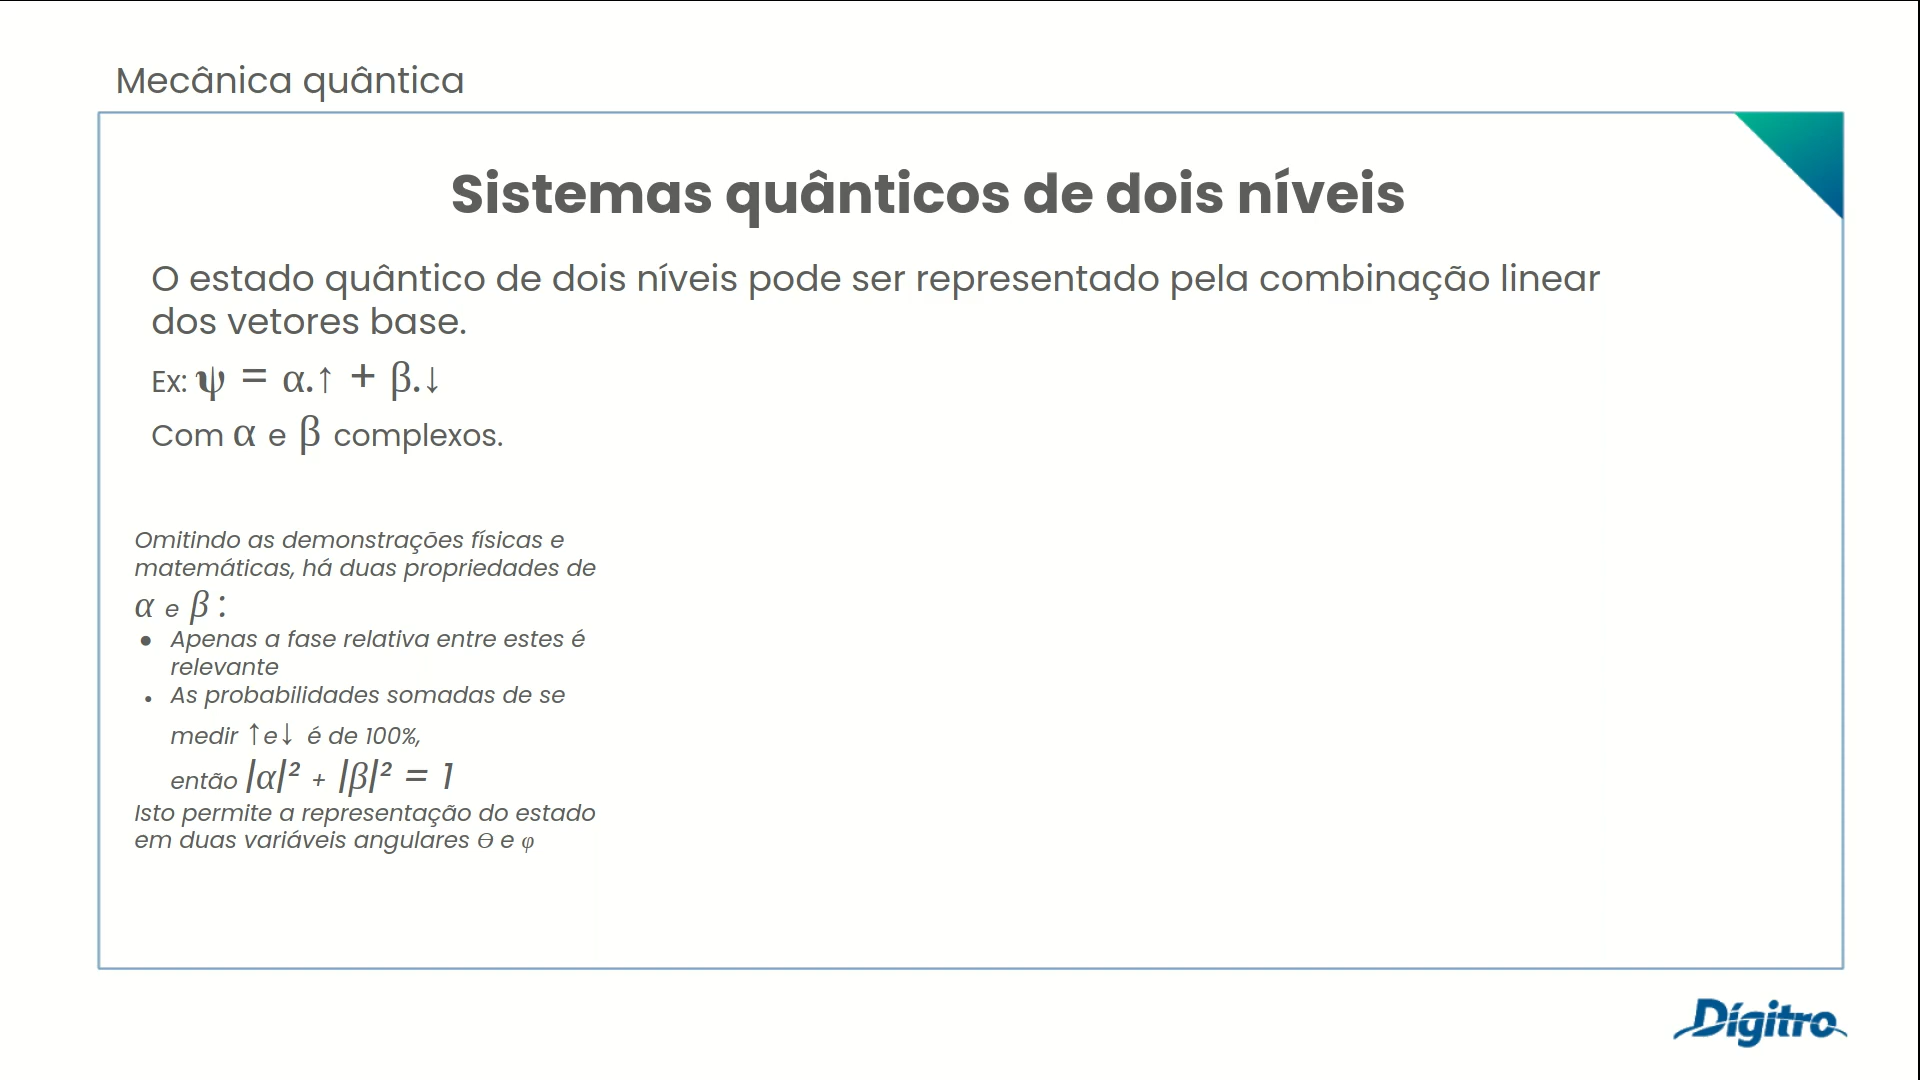 Mecânica quântica
Sistemas quânticos de dois níveis
O estado quântico de dois níveis pode ser representado pela combinação linear
dos vetores base.
Ex: ψ = α.↑ + β.↓
Com α e β complexos.
Omitindo as demonstrações físicas e
matemáticas, há duas propriedades de
α e β :
● Apenas a fase relativa entre estes é
relevante
● As probabilidades somadas de se
medir ↑e↓ é de 100%,
então |α|² + |β|² = 1
Isto permite a representação do estado
em duas variáveis angulares ϴ e φ
Dígitro